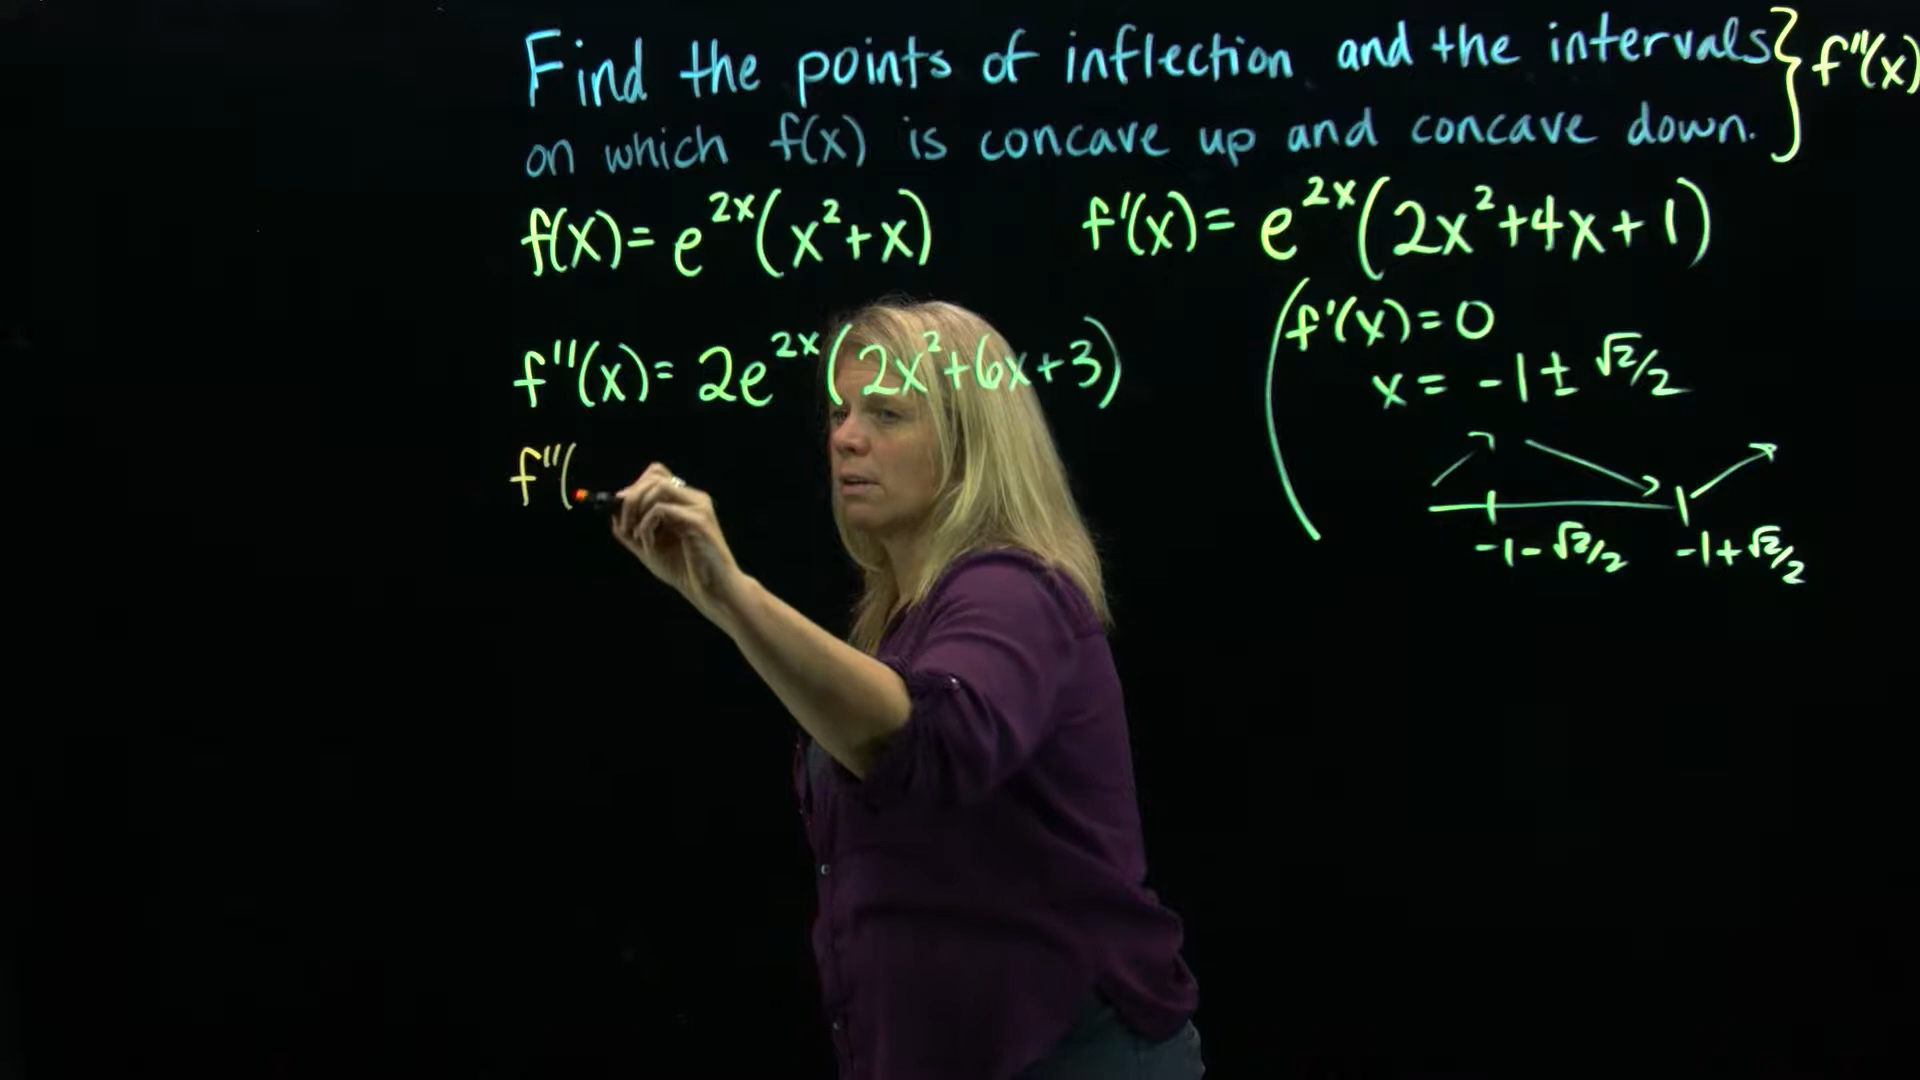 Find the points of inflection and the intervals } f''(x)
on which f(x) is concave up and concave down.
f(x) = e^{2x}(x²+x)
f'(x) = e^{2x}(2x²+4x+1)
f'(x) = 0
x = -1 ± √2/2
-1-√2/2 -1+√2/2
f''(x) = 2e^{2x}(2x²+6x+3)
f''(